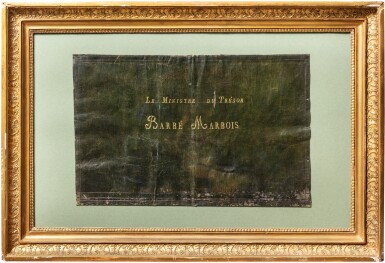 Le Ministre du Trésor
Barbé Marbois.